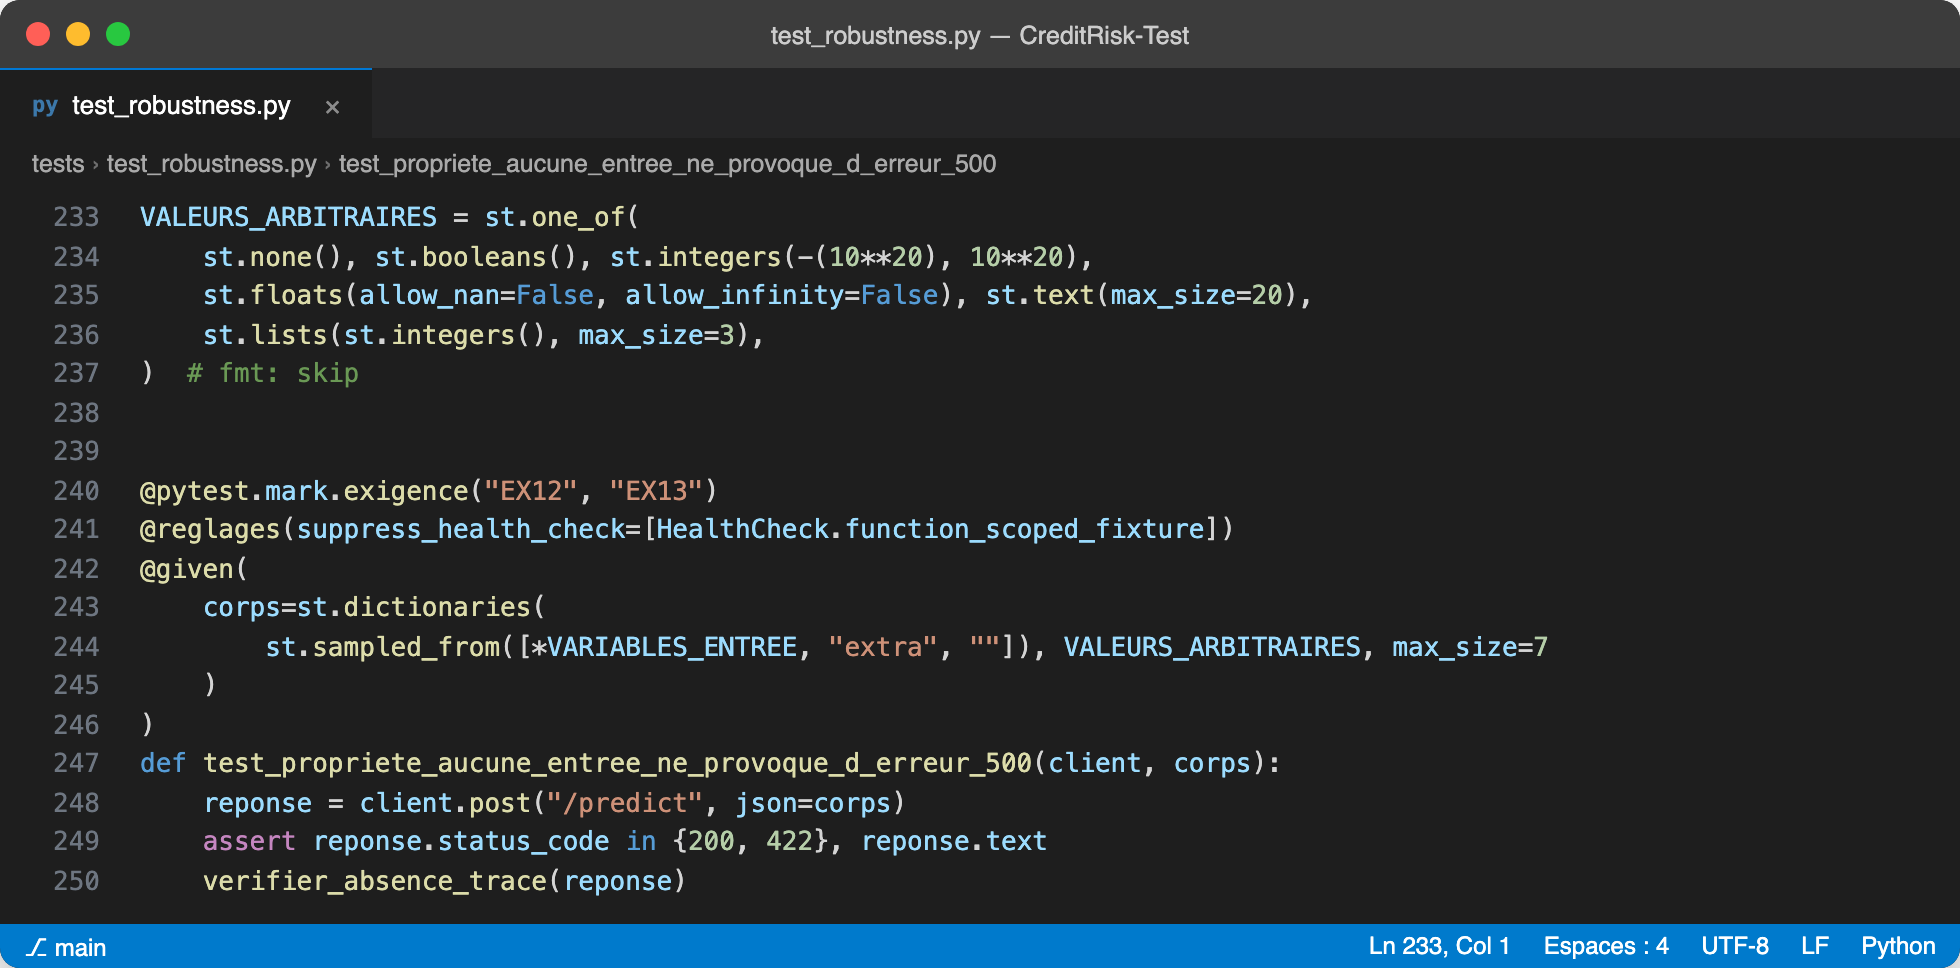 test_robustness.py — CreditRisk-Test
py test_robustness.py ×
tests › test_robustness.py › test_propriete_aucune_entree_ne_provoque_d_erreur_500
233 VALEURS_ARBITRAIRES = st.one_of(
234     st.none(), st.booleans(), st.integers(-(10**20), 10**20),
235     st.floats(allow_nan=False, allow_infinity=False), st.text(max_size=20),
236     st.lists(st.integers(), max_size=3),
237 )  # fmt: skip
238
239
240 @pytest.mark.exigence("EX12", "EX13")
241 @reglages(suppress_health_check=[HealthCheck.function_scoped_fixture])
242 @given(
243     corps=st.dictionaries(
244         st.sampled_from([*VARIABLES_ENTREE, "extra", ""]), VALEURS_ARBITRAIRES, max_size=7
245     )
246 )
247 def test_propriete_aucune_entree_ne_provoque_d_erreur_500(client, corps):
248     reponse = client.post("/predict", json=corps)
249     assert reponse.status_code in {200, 422}, reponse.text
250     verifier_absence_trace(reponse)
main Ln 233, Col 1 Espaces : 4 UTF-8 LF Python